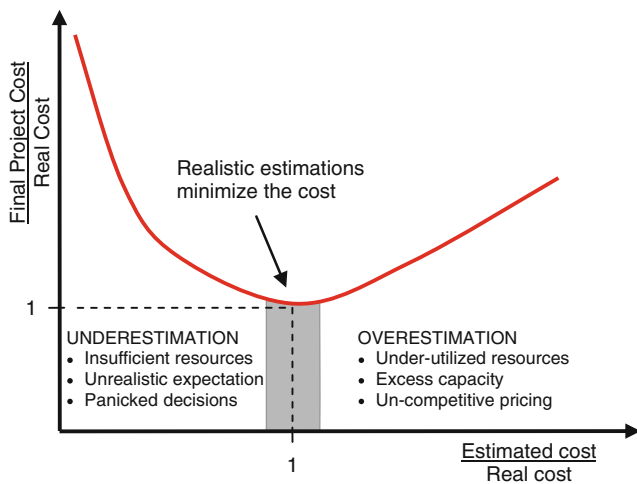 Final Project Cost
Real Cost
Realistic estimations
minimize the cost
1
UNDERESTIMATION
• Insufficient resources
• Unrealistic expectation
• Panicked decisions
OVERESTIMATION
• Under-utilized resources
• Excess capacity
• Un-competitive pricing
1
Estimated cost
Real cost